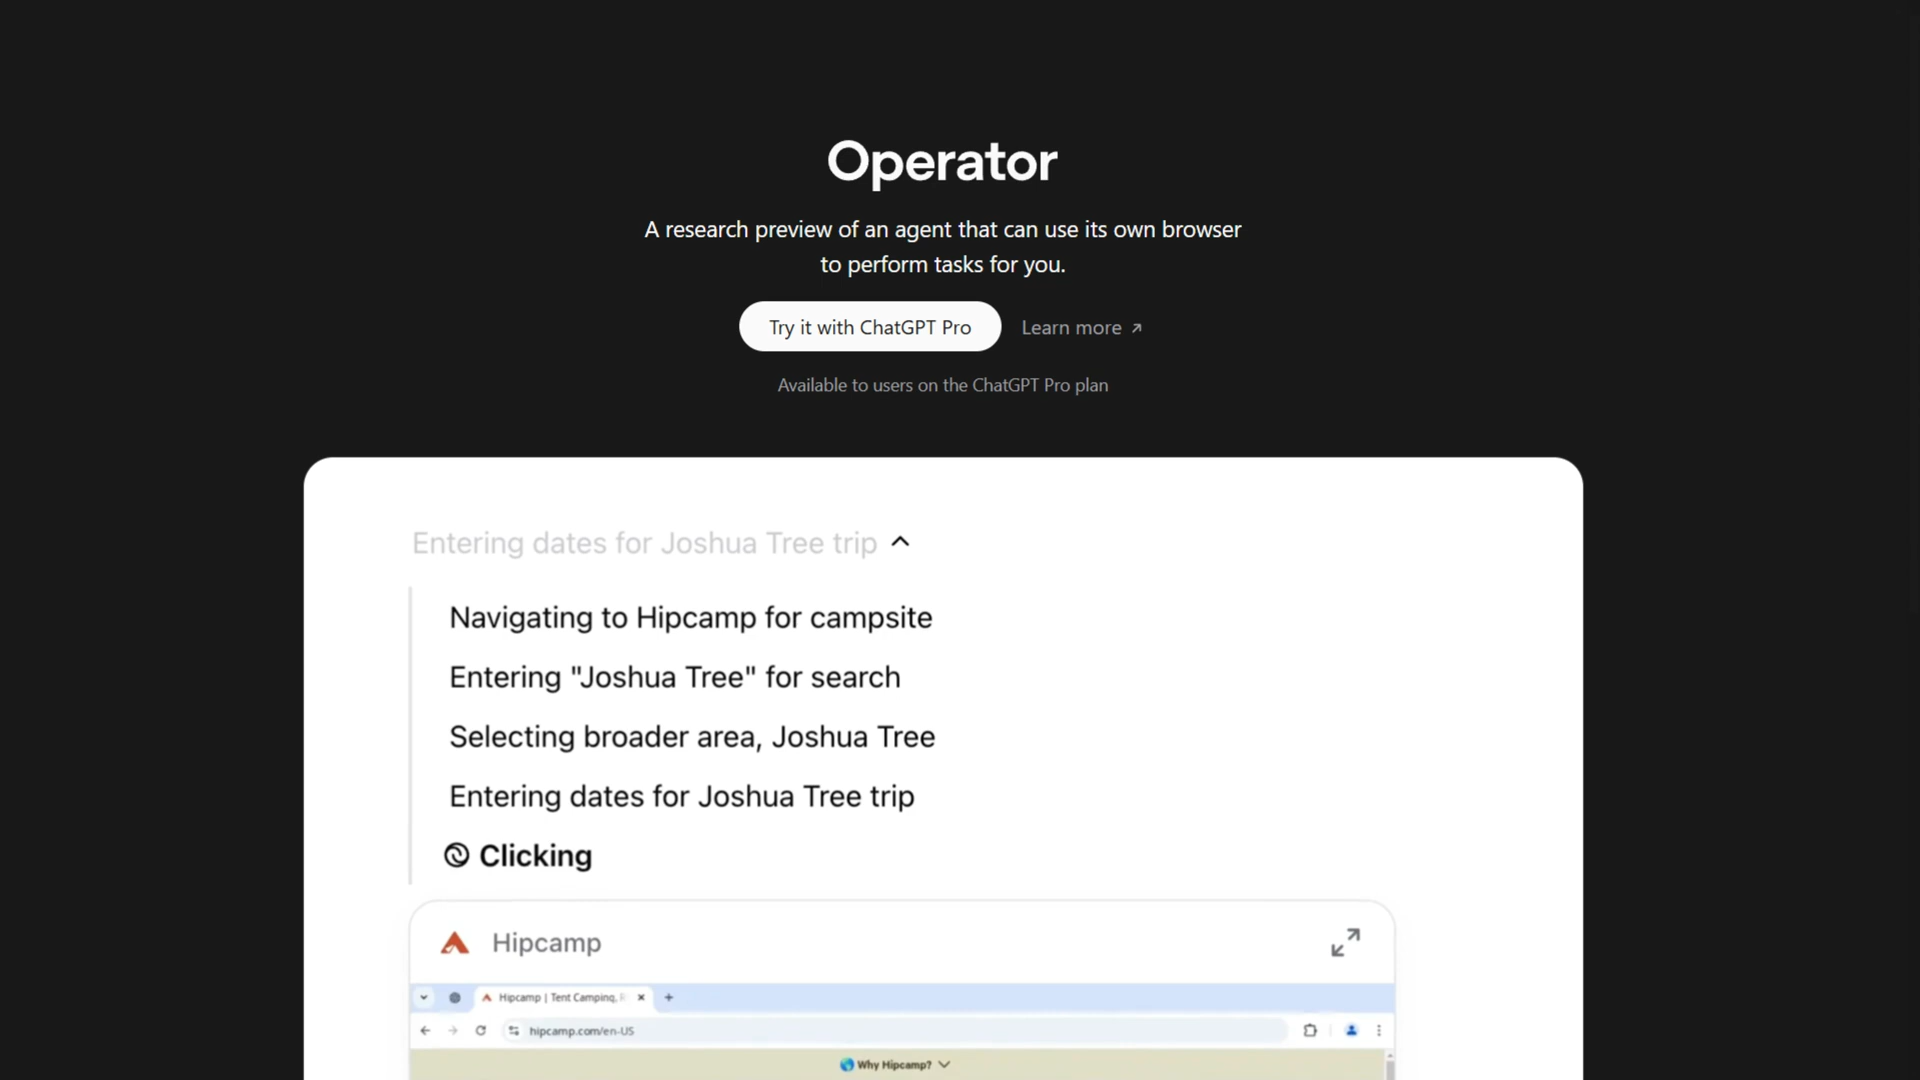 Operator
A research preview of an agent that can use its own browser
to perform tasks for you.
Try it with ChatGPT Pro
Learn more ↗
Available to users on the ChatGPT Pro plan
Entering dates for Joshua Tree trip
Navigating to Hipcamp for campsite
Entering "Joshua Tree" for search
Selecting broader area, Joshua Tree
Entering dates for Joshua Tree trip
Clicking
Hipcamp
Hipcamp | Tent Camping,
hipcamp.com/en-US
Why Hipcamp?